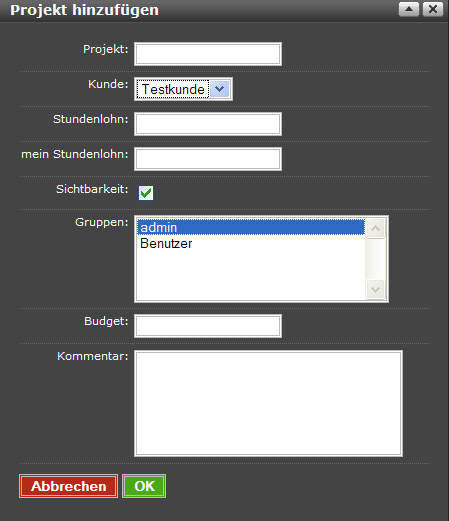 Projekt hinzufügen
Projekt:
Kunde: Testkunde
Stundenlohn:
mein Stundenlohn:
Sichtbarkeit:
Gruppen: admin
Benutzer
Budget:
Kommentar:
Abbrechen OK